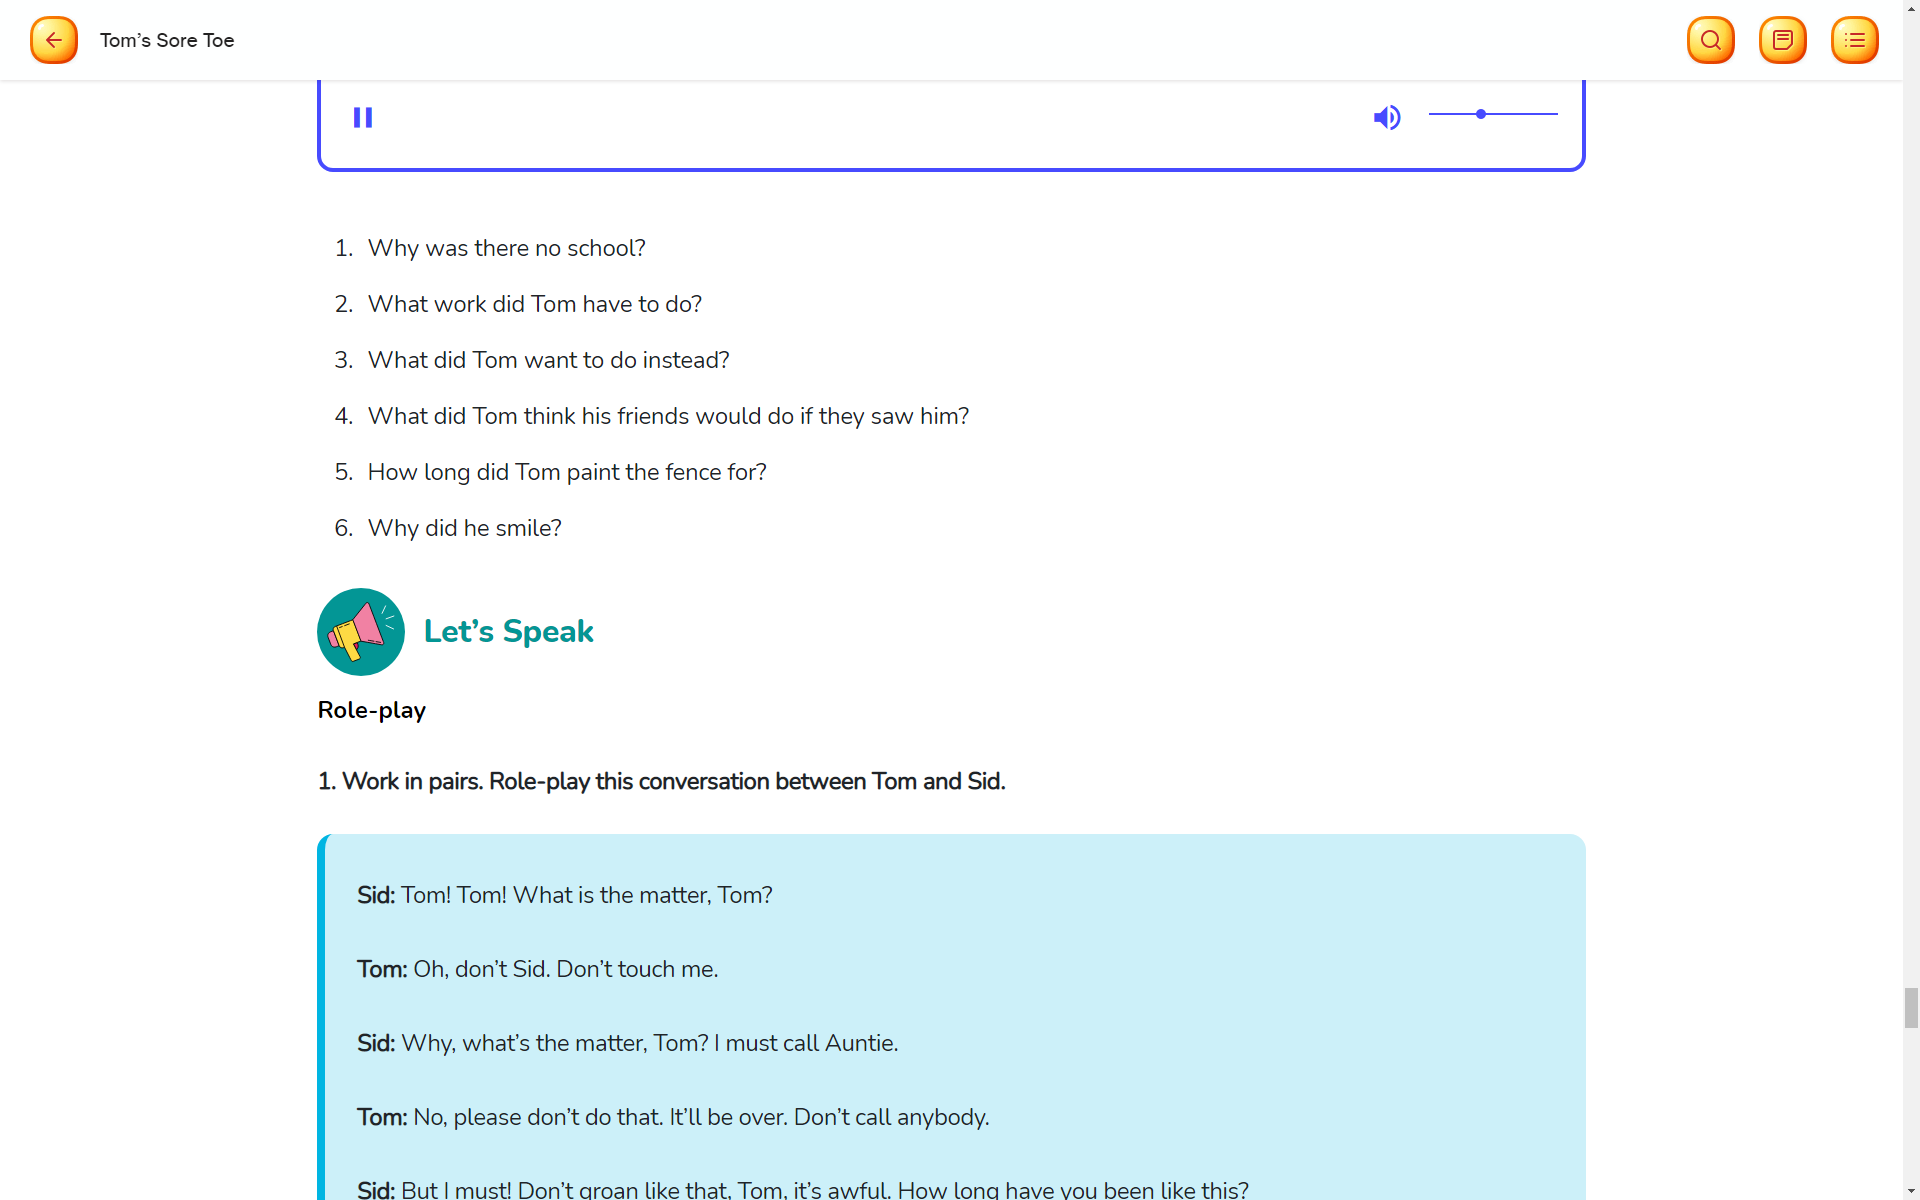 Tom’s Sore Toe
1. Why was there no school?
2. What work did Tom have to do?
3. What did Tom want to do instead?
4. What did Tom think his friends would do if they saw him?
5. How long did Tom paint the fence for?
6. Why did he smile?
Let’s Speak
Role-play
1. Work in pairs. Role-play this conversation between Tom and Sid.
Sid: Tom! Tom! What is the matter, Tom?
Tom: Oh, don’t Sid. Don’t touch me.
Sid: Why, what’s the matter, Tom? I must call Auntie.
Tom: No, please don’t do that. It’ll be over. Don’t call anybody.
Sid: But I must! Don’t groan like that, Tom, it’s awful. How long have you been like this?